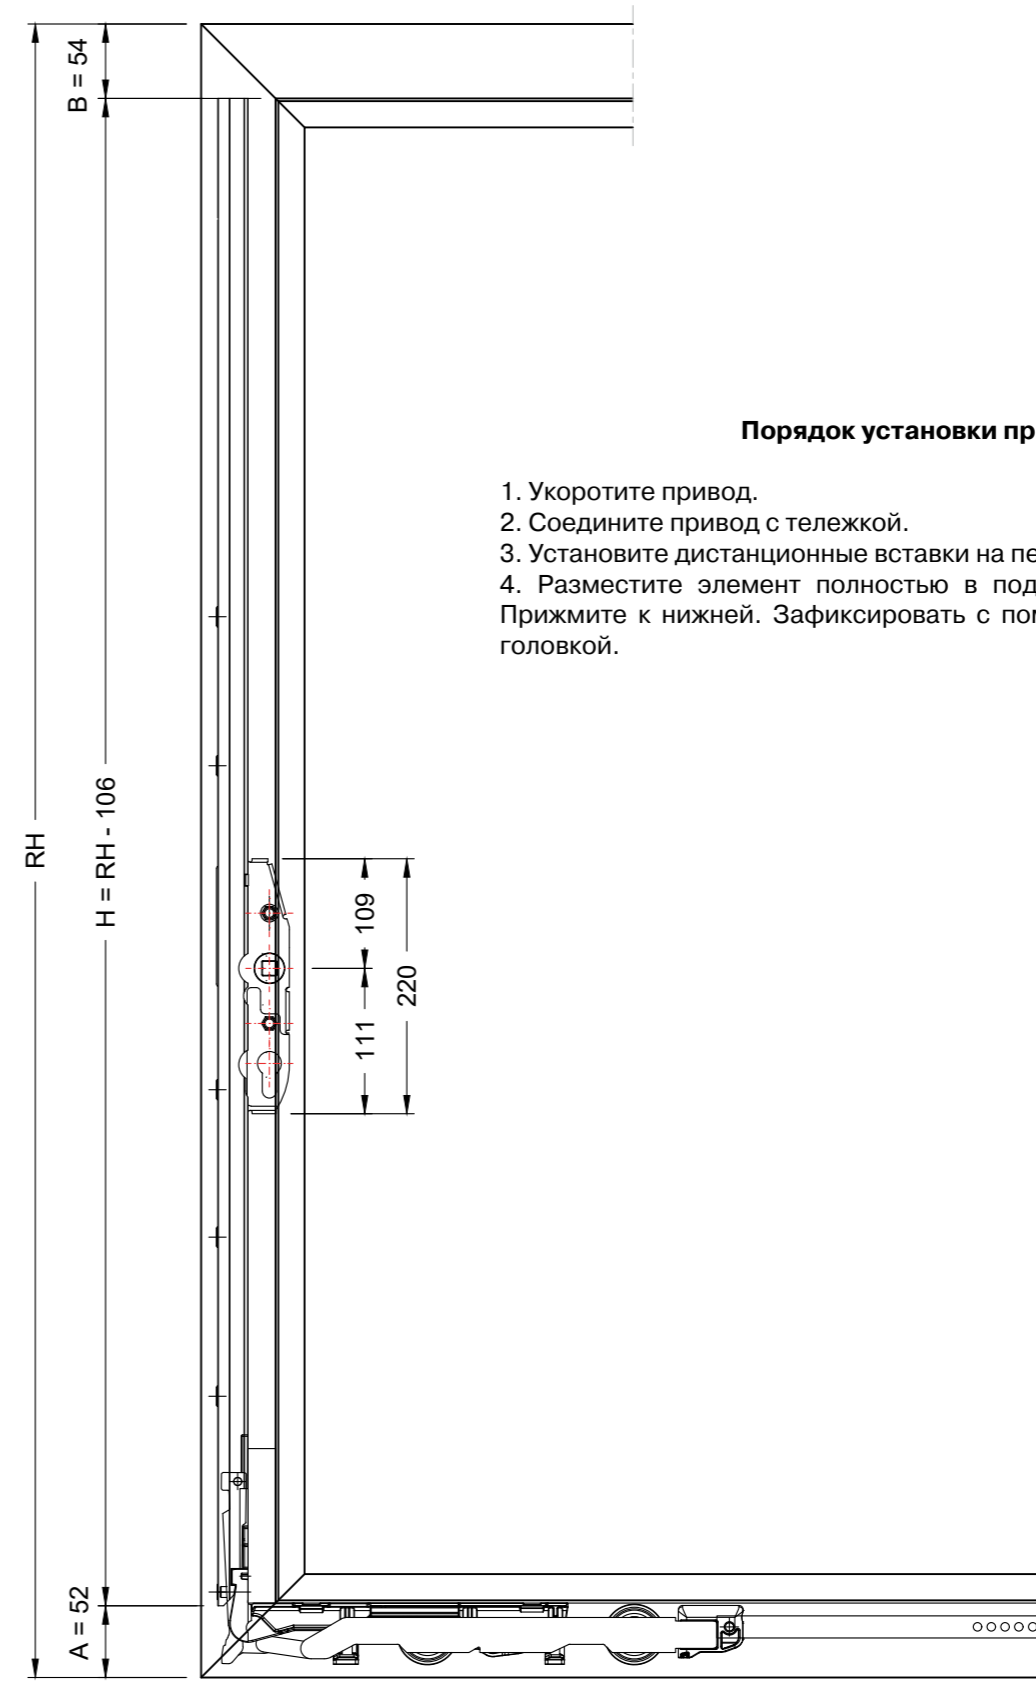 B = 54
Порядок установки пр
1. Укоротите привод.
2. Соедините привод с тележкой.
3. Установите дистанционные вставки на пе
4. Разместите элемент полностью в под
Прижмите к нижней. Зафиксировать с пом
головкой.
RH
H = RH - 106
109
220
111
A = 52